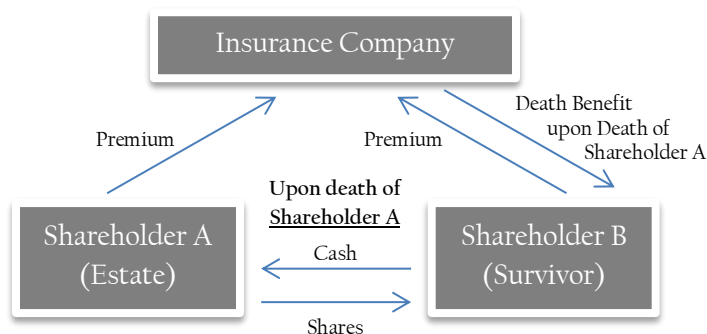 Insurance Company
Premium
Premium
Death Benefit
upon Death of
Shareholder A
Upon death of
Shareholder A
Shareholder A
(Estate)
Cash
Shares
Shareholder B
(Survivor)